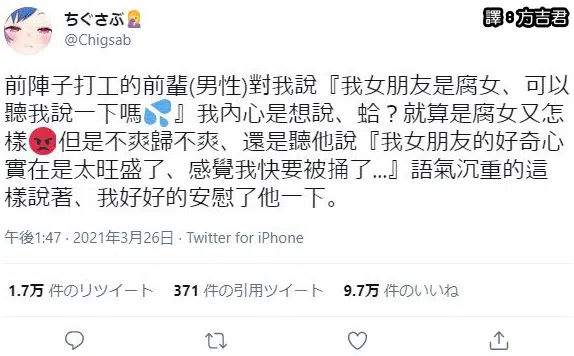 譯：方吉君
ちぐさぶ🤦‍♀️
@Chigsab
前陣子打工的前輩(男性)對我說『我女朋友是腐女、可以
聽我說一下嗎💦』我內心是想說、蛤？就算是腐女又怎
樣😡但是不爽歸不爽、還是聽他說『我女朋友的好奇心
實在是太旺盛了、感覺我快要被捅了...』語氣沉重的這
樣說著、我好好的安慰了他一下。
午後1:47 · 2021年3月26日 · Twitter for iPhone
1.7万 件のリツイート 371 件の引用ツイート 9.7万 件のいいね